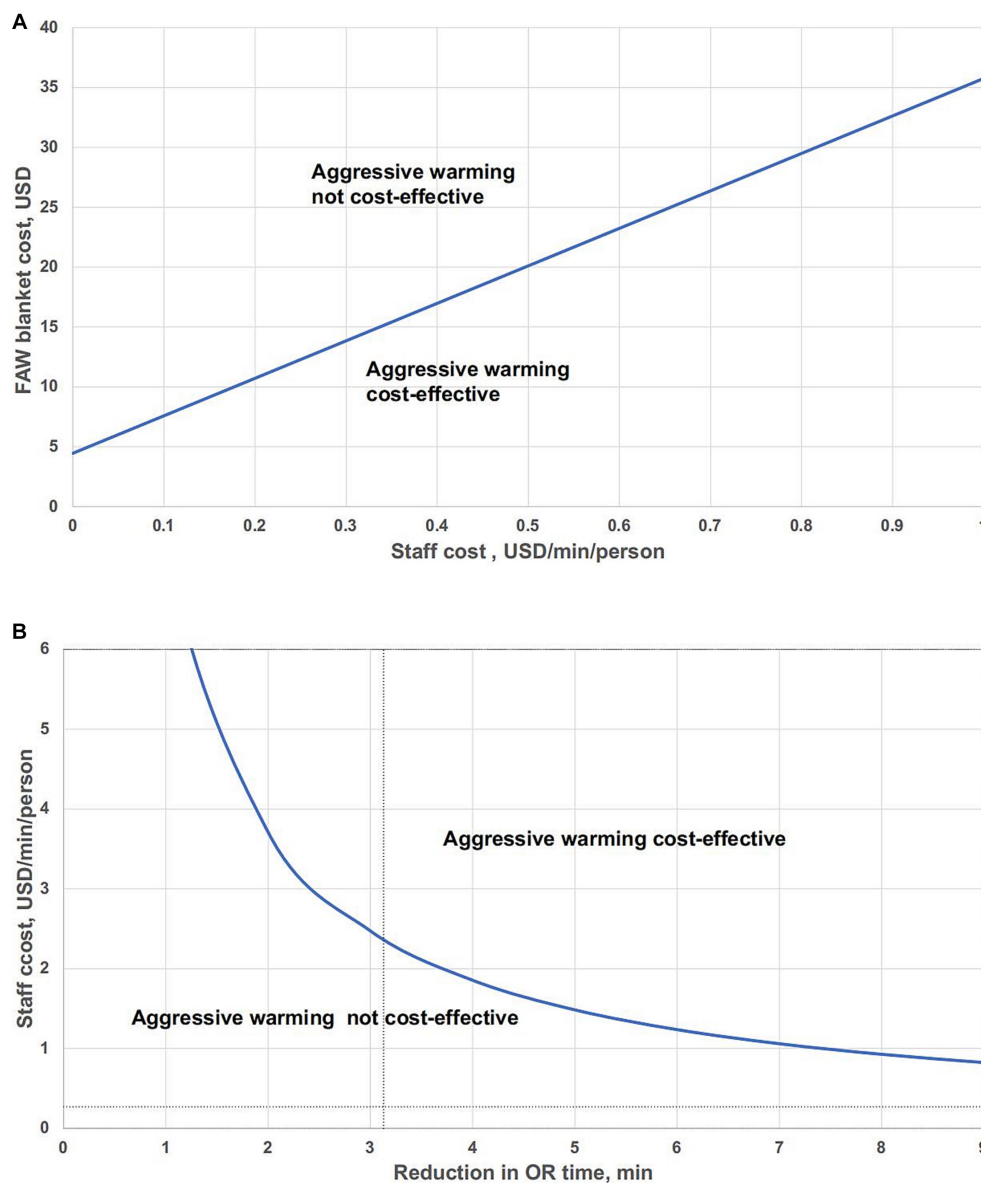 A
40
35
30
25
20
15
10
5
0
FAW blanket cost, USD
Aggressive warming
not cost-effective
Aggressive warming
cost-effective
0 0.1 0.2 0.3 0.4 0.5 0.6 0.7 0.8 0.9 1
Staff cost , USD/min/person
B
6
5
4
3
2
1
0
Staff ccost, USD/min/person
Aggressive warming cost-effective
Aggressive warming not cost-effective
0 1 2 3 4 5 6 7 8 9
Reduction in OR time, min